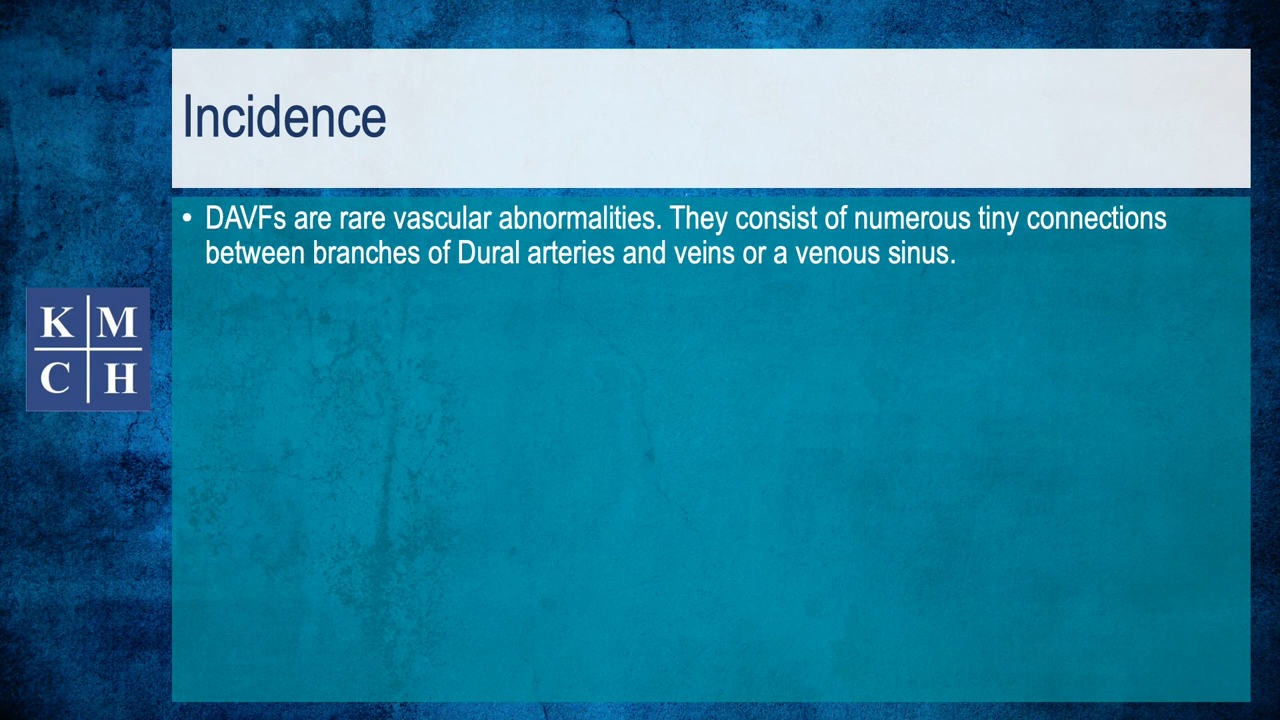 Incidence
• DAVFs are rare vascular abnormalities. They consist of numerous tiny connections
between branches of Dural arteries and veins or a venous sinus.
K M
C H